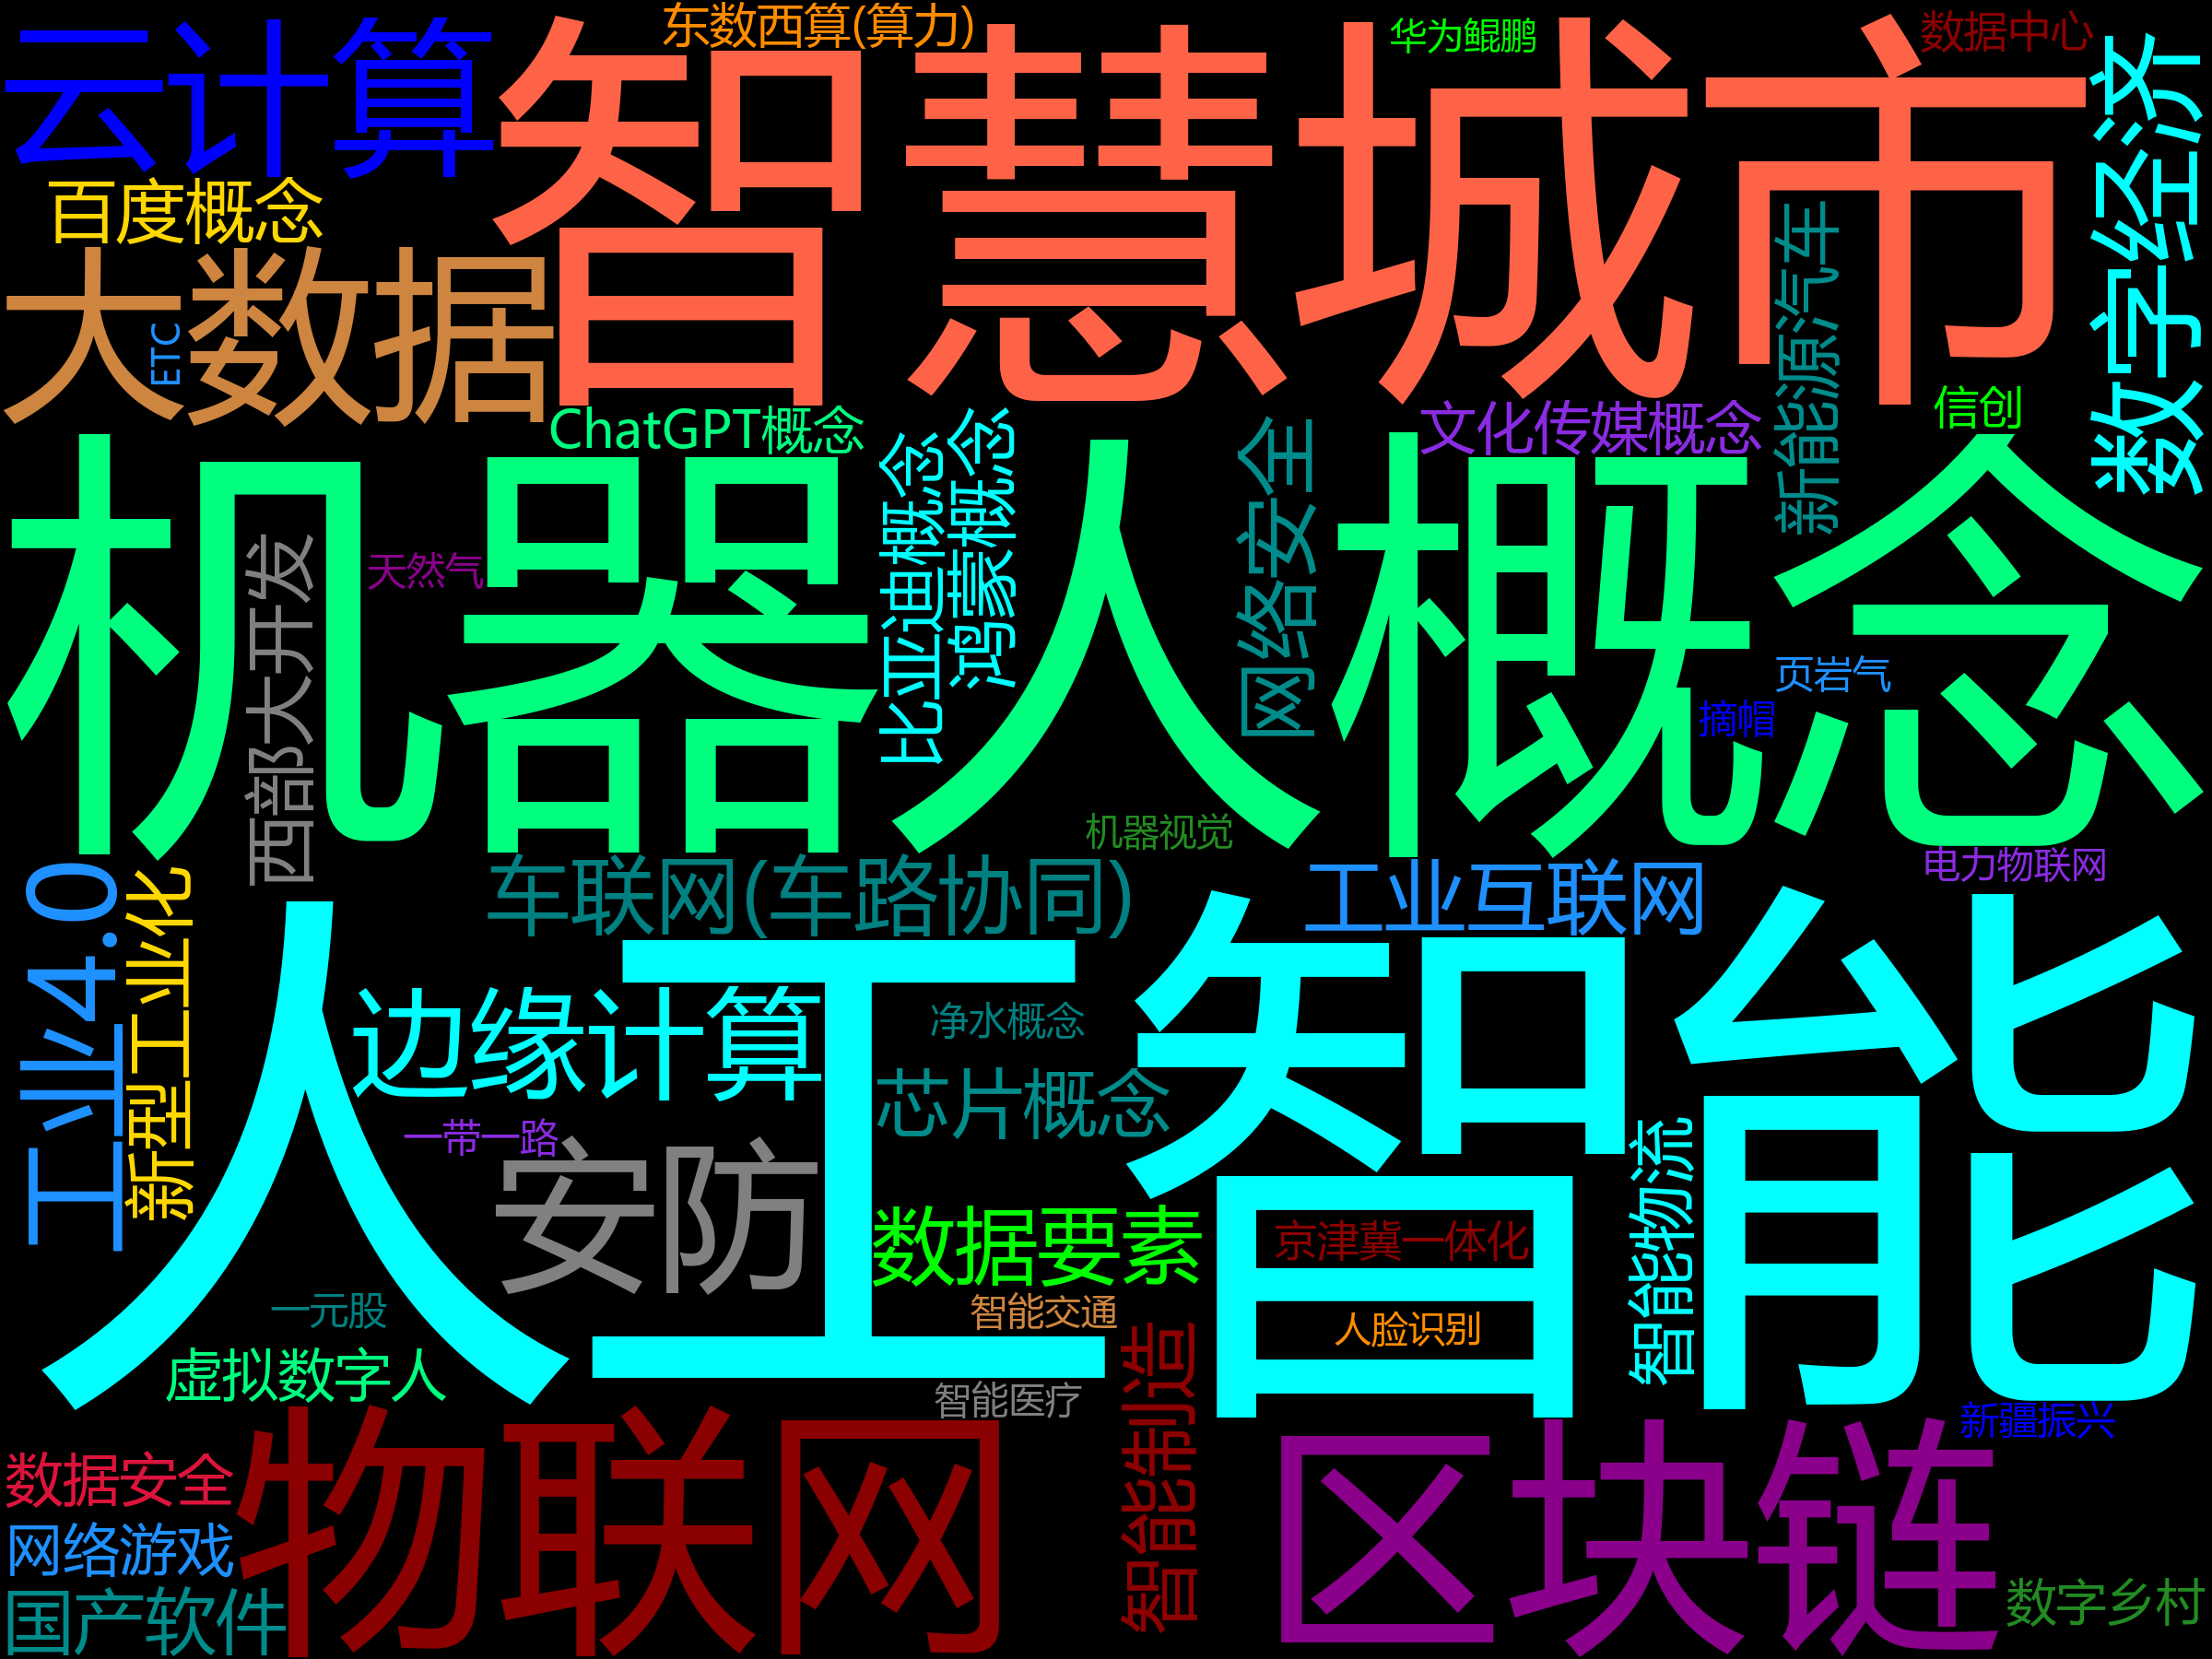 东数西算(算力)
华为鲲鹏
数据中心
云计算
智慧城市
数字经济
百度概念
大数据
ETC
新能源汽车
信创
ChatGPT概念
文化传媒概念
比亚迪概念
鸿蒙概念
网络安全
机器人概念
西部大开发
天然气
页岩气
摘帽
机器视觉
电力物联网
工业4.0
新型工业化
车联网(车路协同)
工业互联网
人工智能
边缘计算
净水概念
芯片概念
一带一路
安防
智能物流
数据要素
京津冀一体化
一元股
智能交通
人脸识别
智能制造
虚拟数字人
智能医疗
新疆振兴
物联网
区块链
数据安全
网络游戏
国产软件
数字乡村